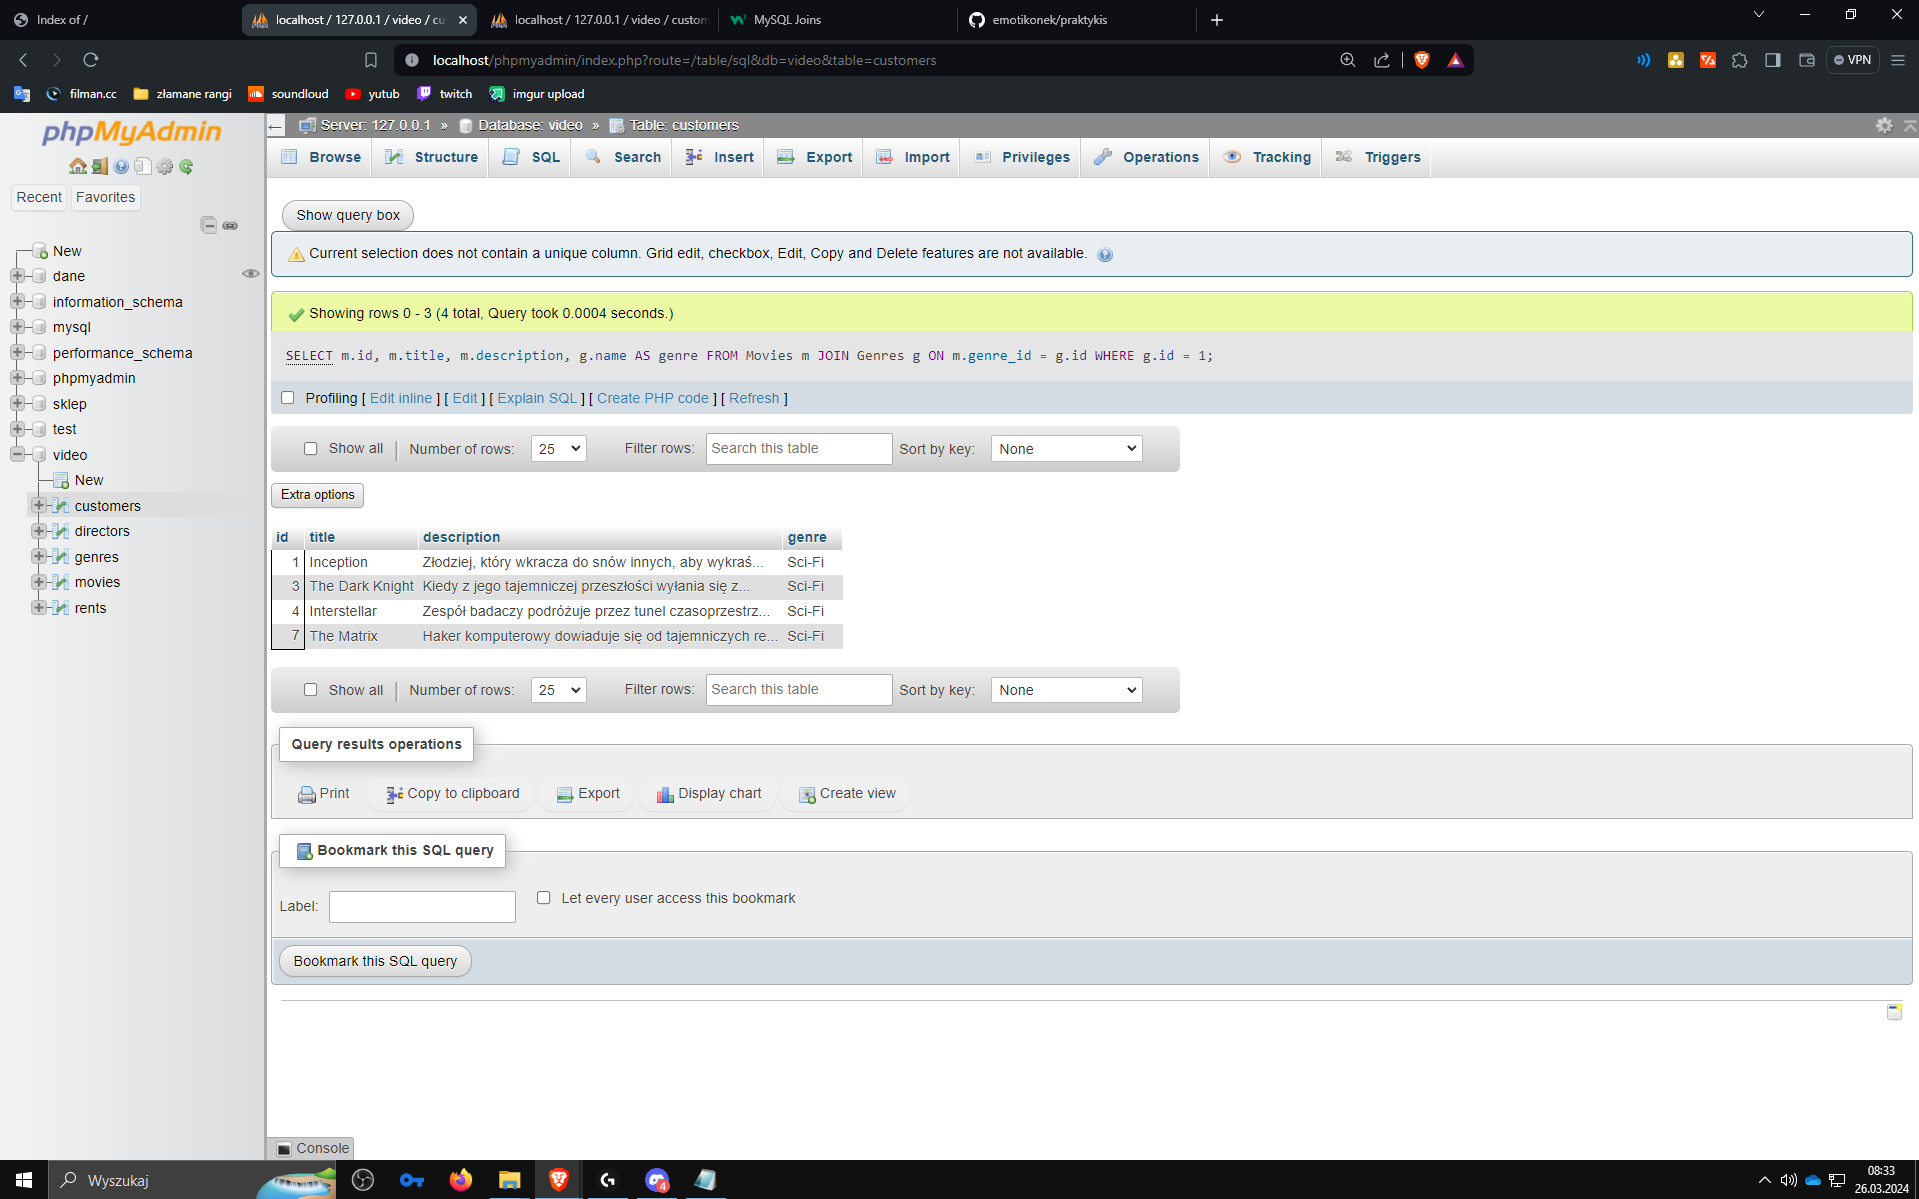 Index of /
localhost / 127.0.0.1 / video / cu
localhost / 127.0.0.1 / video / custom
MySQL Joins
emotikonek/praktykis
localhost/phpmyadmin/index.php?route=/table/sql&db=video&table=customers
VPN
filman.cc
złamane rangi
soundloud
yutub
twitch
imgur upload
phpMyAdmin
Recent
Favorites
New
dane
information_schema
mysql
performance_schema
phpmyadmin
sklep
test
video
New
customers
directors
genres
movies
rents
Server: 127.0.0.1 » Database: video » Table: customers
Browse
Structure
SQL
Search
Insert
Export
Import
Privileges
Operations
Tracking
Triggers
Show query box
Current selection does not contain a unique column. Grid edit, checkbox, Edit, Copy and Delete features are not available.
Showing rows 0 - 3 (4 total, Query took 0.0004 seconds.)
SELECT m.id, m.title, m.description, g.name AS genre FROM Movies m JOIN Genres g ON m.genre_id = g.id WHERE g.id = 1;
Profiling [ Edit inline ] [ Edit ] [ Explain SQL ] [ Create PHP code ] [ Refresh ]
Show all | Number of rows: 25 Filter rows: Search this table Sort by key: None
Extra options
id title description genre
1 Inception Złodziej, który wkracza do snów innych, aby wykraś... Sci-Fi
3 The Dark Knight Kiedy z jego tajemniczej przeszłości wyłania się z... Sci-Fi
4 Interstellar Zespół badaczy podróżuje przez tunel czasoprzestrz... Sci-Fi
7 The Matrix Haker komputerowy dowiaduje się od tajemniczych re... Sci-Fi
Show all | Number of rows: 25 Filter rows: Search this table Sort by key: None
Query results operations
Print
Copy to clipboard
Export
Display chart
Create view
Bookmark this SQL query
Label:
Let every user access this bookmark
Bookmark this SQL query
Console
Wyszukaj
4
08:33
26.03.2024